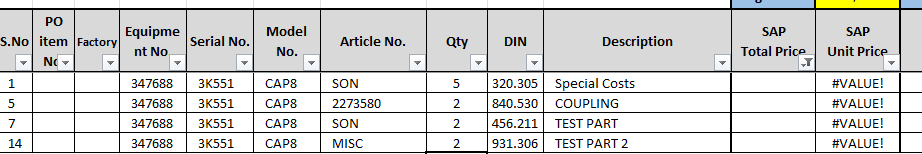 S.No PO item No Factory Equipment No Serial No. Model No. Article No. Qty DIN Description SAP Total Price SAP Unit Price
1 347688 3K551 CAP8 SON 5 320.305 Special Costs #VALUE!
5 347688 3K551 CAP8 2273580 2 840.530 COUPLING #VALUE!
7 347688 3K551 CAP8 SON 2 456.211 TEST PART #VALUE!
14 347688 3K551 CAP8 MISC 2 931.306 TEST PART 2 #VALUE!